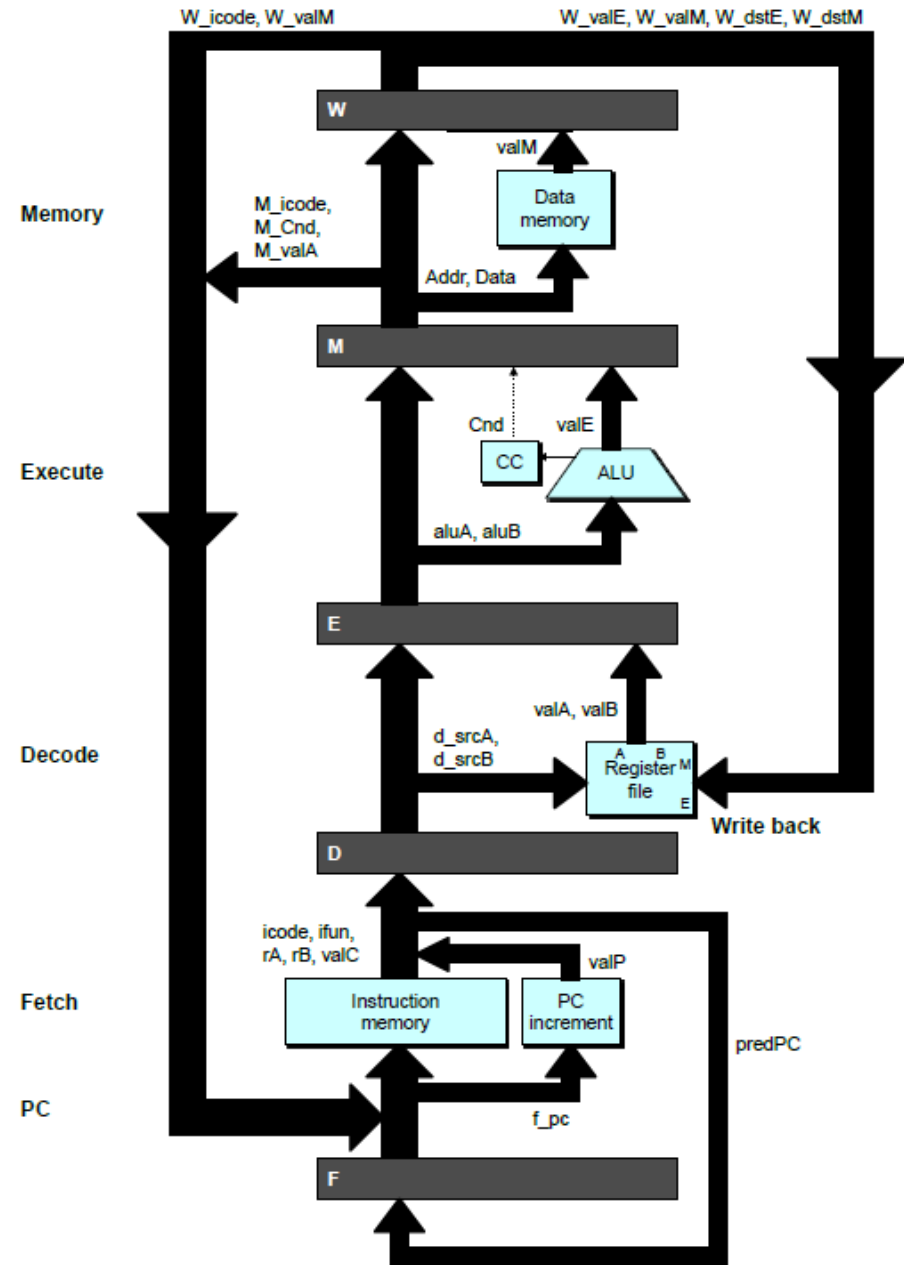 W_icode, W_valM
W_valE, W_valM, W_dstE, W_dstM
W
valM
Data
memory
Memory
M_icode,
M_Cnd,
M_valA
Addr, Data
M
Cnd
valE
CC
ALU
Execute
aluA, aluB
E
valA, valB
d_srcA,
d_srcB
Decode
A B
Register
M
file
E
Write back
D
icode, ifun,
rA, rB, valC
valP
Fetch
Instruction
memory
PC
increment
predPC
PC
f_pc
F